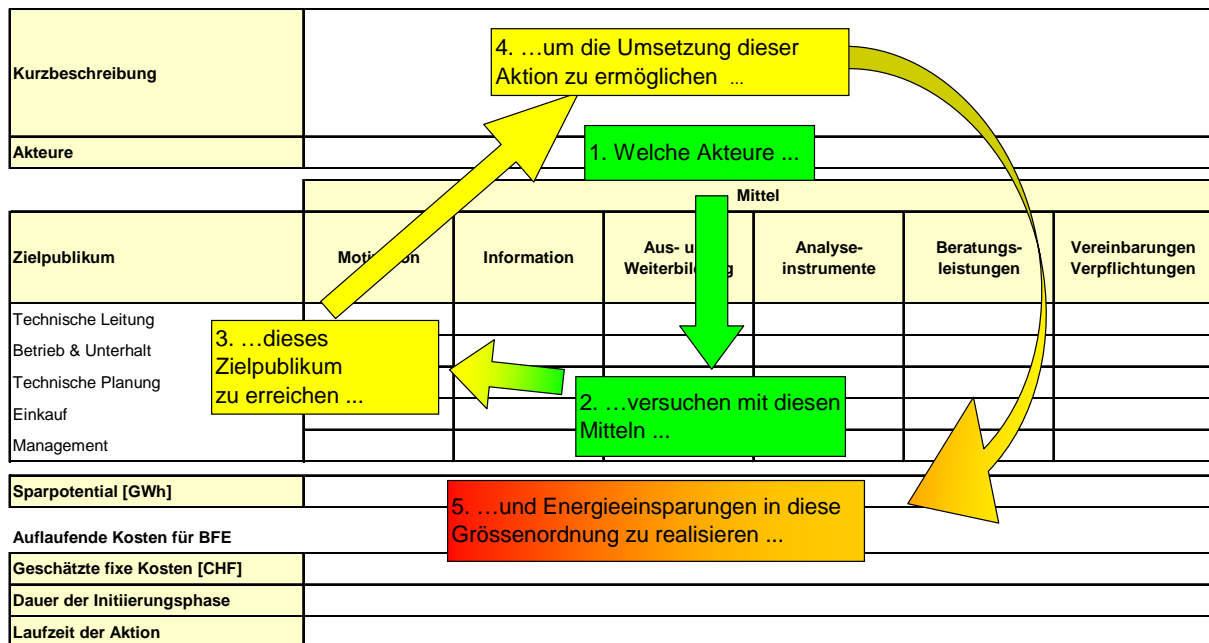 4. …um die Umsetzung dieser
Aktion zu ermöglichen ...
Kurzbeschreibung
Akteure
1. Welche Akteure ...
Mittel
Zielpublikum
Information
Analyse-
instrumente
Beratungs-
leistungen
Vereinbarungen
Verpflichtungen
Aus-
Technische Leitung
Betrieb & Unterhalt
Technische Planung
Einkauf
Management
3. …dieses
Zielpublikum
zu erreichen ...
2. …versuchen mit diesen
Mitteln ...
Sparpotential [GWh]
5. …und Energieeinsparungen in diese
Grössenordnung zu realisieren ...
Auflaufende Kosten für BFE
Geschätzte fixe Kosten [CHF]
Dauer der Initiierungsphase
Laufzeit der Aktion